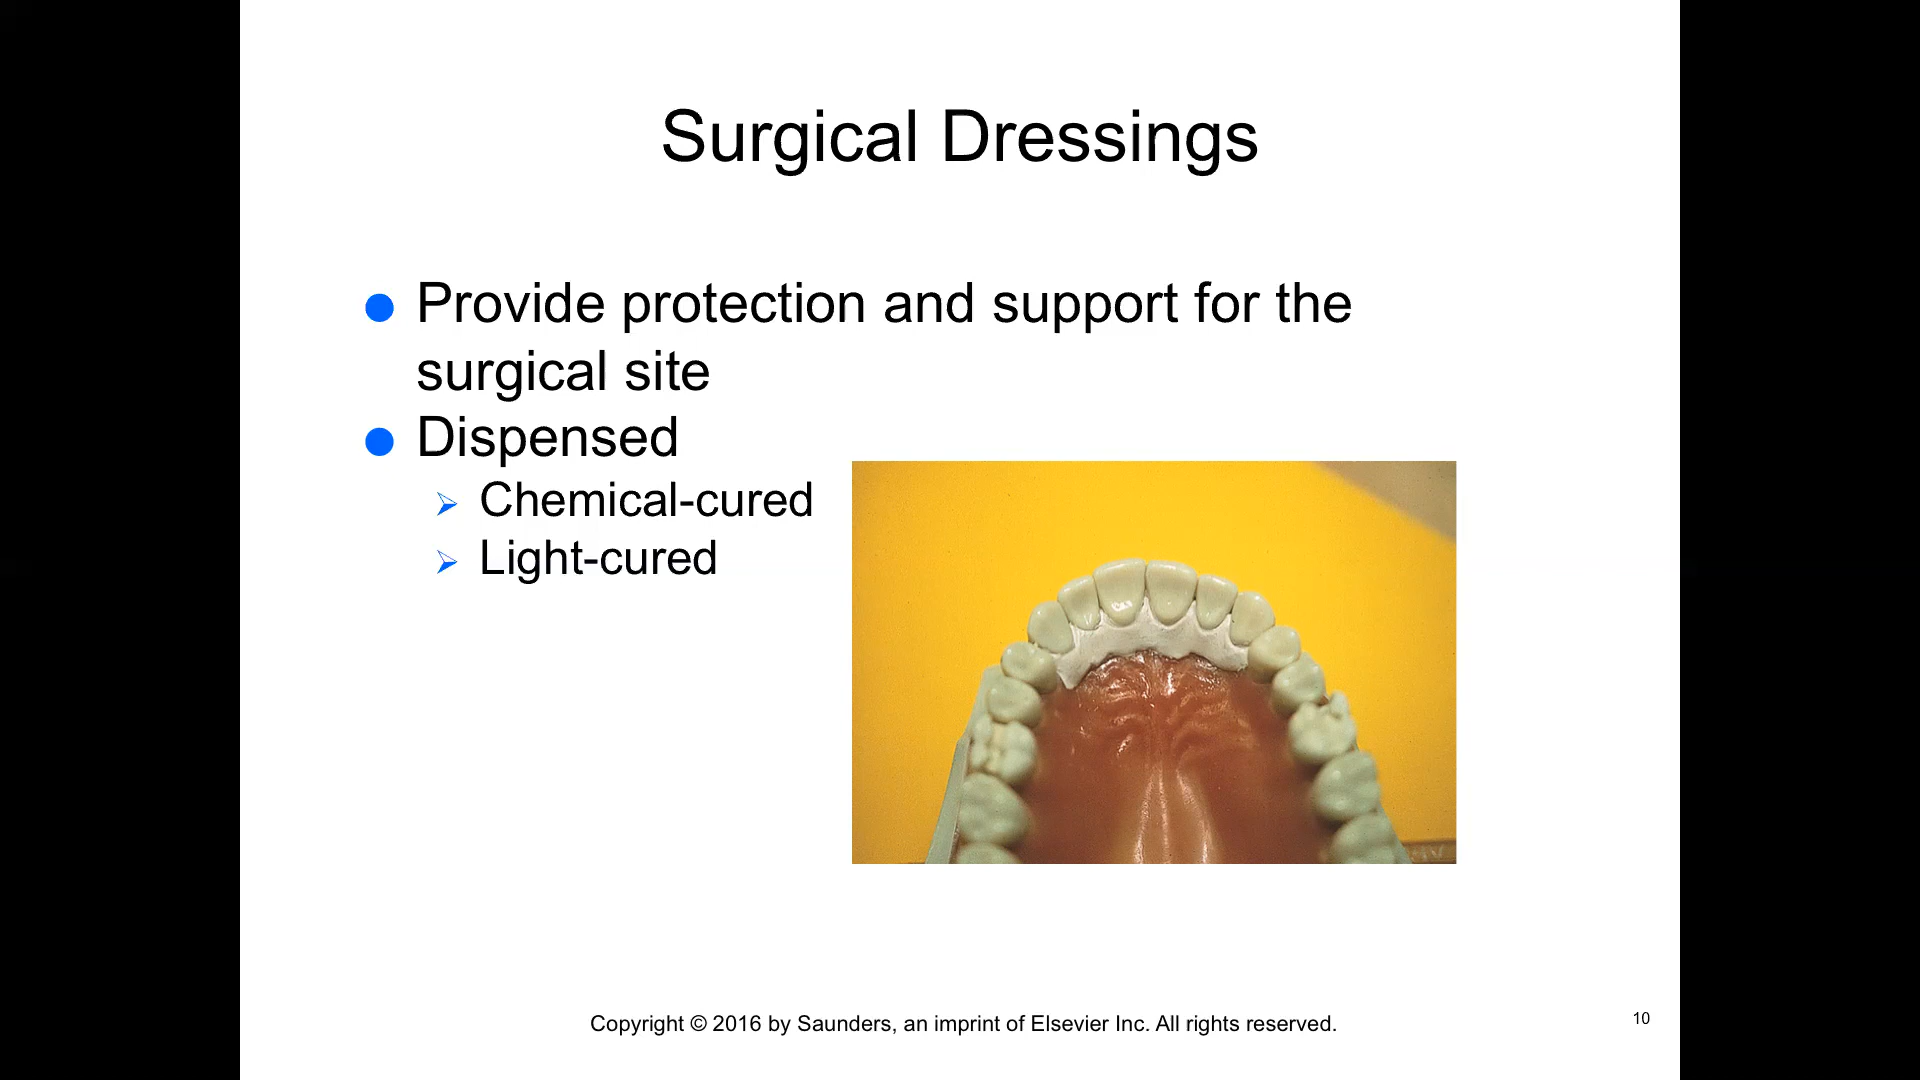 Surgical Dressings
Provide protection and support for the
surgical site
Dispensed
Chemical-cured
Light-cured
Copyright © 2016 by Saunders, an imprint of Elsevier Inc. All rights reserved.
10